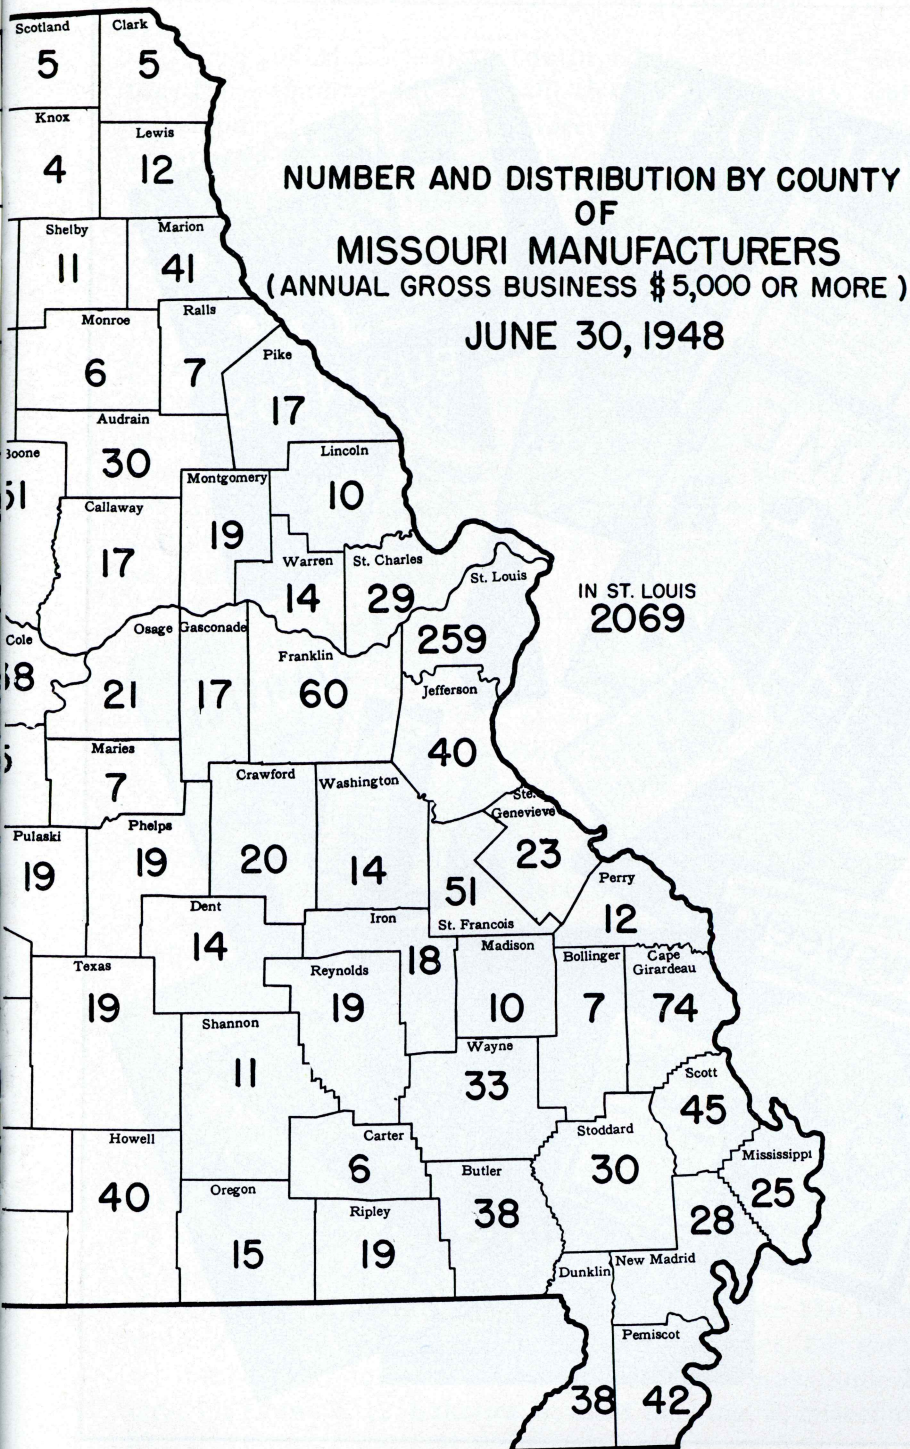 Scotland
5
Clark
5
Knox
4
Lewis
12
NUMBER AND DISTRIBUTION BY COUNTY
OF
MISSOURI MANUFACTURERS
(ANNUAL GROSS BUSINESS $5,000 OR MORE)
JUNE 30, 1948
Shelby
11
Marion
41
Monroe
6
Ralls
7
Pike
17
Audrain
30
Boone
51
Montgomery
19
Lincoln
10
Callaway
17
Warren
14
St. Charles
29
St. Louis
259
IN ST. LOUIS
2069
Cole
Osage
21
Gasconade
17
Franklin
60
Jefferson
40
Maries
7
Crawford
20
Washington
14
Ste.
Genevieve
23
Pulaski
19
Phelps
19
51
St. Francois
Perry
12
Dent
14
Iron
18
Madison
10
Bollinger
7
Cape
Girardeau
74
Texas
19
Reynolds
19
Shannon
11
Wayne
33
Scott
45
Howell
40
Carter
6
Stoddard
30
Mississippi
25
Oregon
15
Ripley
19
Butler
38
28
New Madrid
Dunklin
38
Pemiscot
42